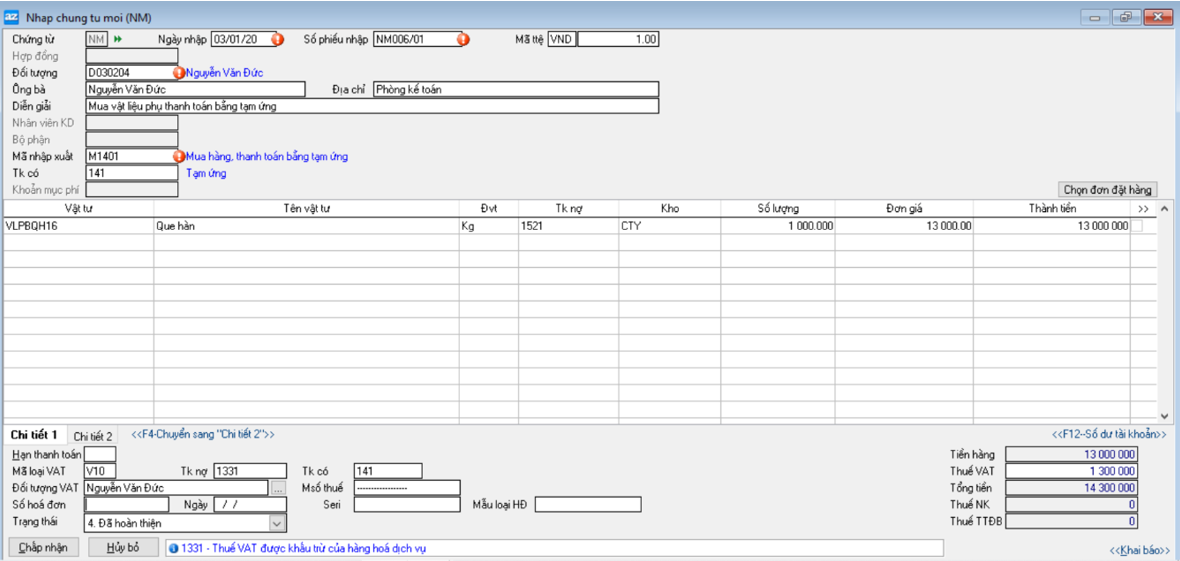 az Nhap chung tu moi (NM)
Chứng từ NM Ngày nhập 03/01/20 Số phiếu nhập NM006/01 Mã ttệ VND 1.00
Hợp đồng
Đối tượng D030204 Nguyễn Văn Đức
Ông bà Nguyễn Văn Đức Địa chỉ Phòng kế toán
Diễn giải Mua vật liệu phụ thanh toán bằng tạm ứng
Nhân viên KD
Bộ phận
Mã nhập xuất M1401 Mua hàng, thanh toán bằng tạm ứng
Tk có 141 Tạm ứng
Khoản mục phí Chọn đơn đặt hàng
Vật tư Tên vật tư Đvt Tk nợ Kho Số lượng Đơn giá Thành tiền >>
VLPBQH16 Que hàn Kg 1521 CTY 1 000.000 13 000.00 13 000 000
Chi tiết 1 Chi tiết 2 <<F4-Chuyển sang "Chi tiết 2">> <<F12--Số dư tài khoản>>
Hạn thanh toán Tiền hàng 13 000 000
Mã loại VAT V10 Tk nợ 1331 Tk có 141 Thuế VAT 1 300 000
Đối tượng VAT Nguyễn Văn Đức ... Msố thuế ------------------ Tổng tiền 14 300 000
Số hoá đơn Ngày / / Seri Mẫu loại HĐ Thuế NK 0
Trạng thái 4. Đã hoàn thiện Thuế TTĐB 0
Chấp nhận Hủy bỏ 1331 - Thuế VAT được khấu trừ của hàng hoá dịch vụ <<Khai báo>>